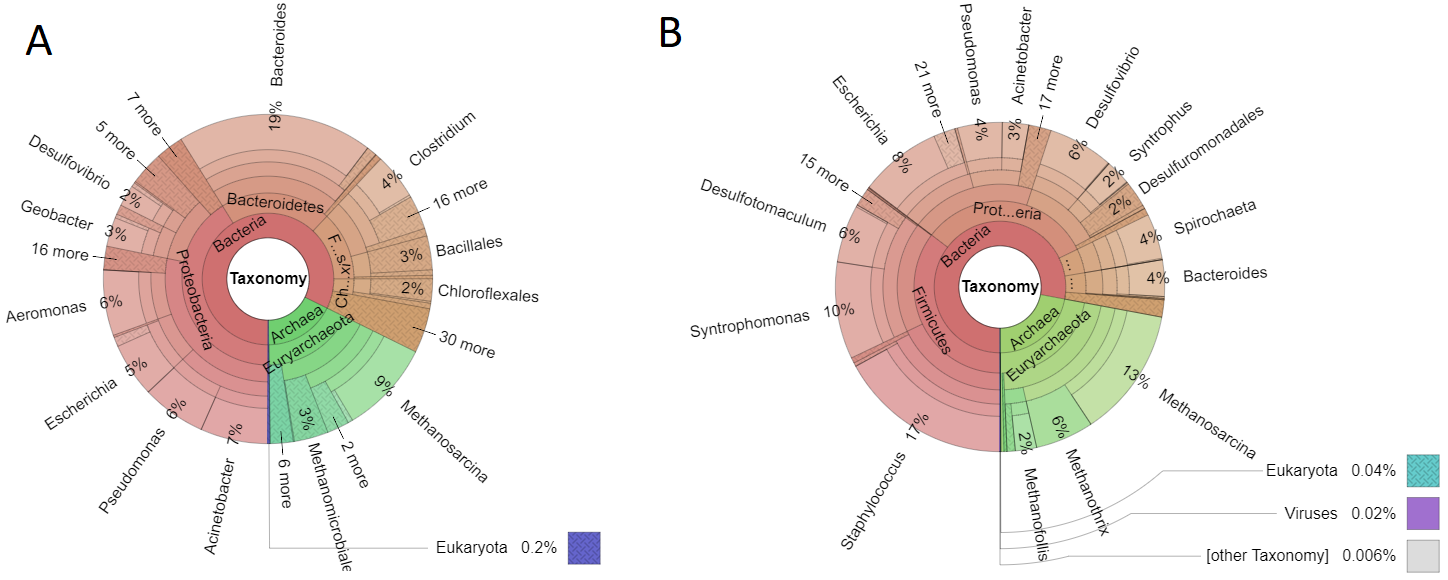 A
Bacteroides
19%
7 more
5 more
Desulfovibrio
2%
Geobacter
3%
16 more
Aeromonas
6%
Escherichia
5%
Pseudomonas
6%
Acinetobacter
7%
Clostridium
4%
16 more
Bacillales
3%
Chloroflexales
2%
30 more
Methanosarcina
9%
2 more
Methanomicrobiale
3%
6 more
Bacteroidetes
Bacteria
Proteobacteria
F...s/x...
Ch...
Taxonomy
Archaea
Euryarchaeota
Eukaryota 0.2%
B
Pseudomonas
4%
Acinetobacter
3%
17 more
Desulfovibrio
6%
Syntrophus
2%
Desulfuromonadales
2%
Spirochaeta
4%
Bacteroides
4%
21 more
Escherichia
8%
15 more
Desulfotomaculum
6%
Syntrophomonas
10%
Staphylococcus
17%
Prot...eria
Bacteria
Firmicutes
...
...
Taxonomy
Archaea
Euryarchaeota
Methanosarcina
13%
Methanothrix
6%
Methanofollis
2%
Eukaryota 0.04%
Viruses 0.02%
[other Taxonomy] 0.006%